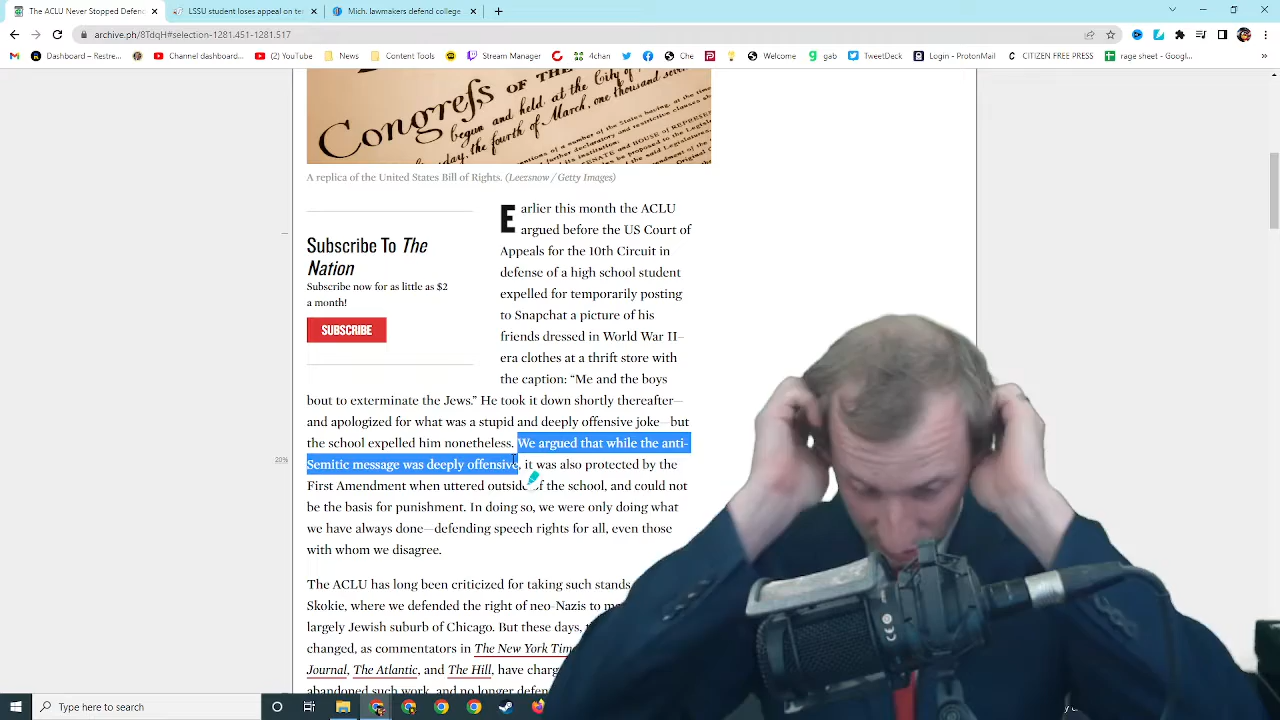 The ACLU Never Stopped Defen
LSSU student loses appeal on te
Mich. lawmakers defend college
archive.ph/8TdqH#selection-1281.451-1281.517
Dashboard – Restre...
Channel dashboard...
(2) YouTube
News
Content Tools
Stream Manager
4chan
Che
Welcome
gab
TweetDeck
Login - ProtonMail
CITIZEN FREE PRESS
rage sheet - Googl...
Congrefs OF THE
begun and held at the City of
the fourth of March, one thousand
A replica of the United States Bill of Rights. (Leezsnow / Getty Images)
Subscribe To The
Nation
Subscribe now for as little as $2
a month!
SUBSCRIBE
Earlier this month the ACLU
argued before the US Court of
Appeals for the 10th Circuit in
defense of a high school student
expelled for temporarily posting
to Snapchat a picture of his
friends dressed in World War II–
era clothes at a thrift store with
the caption: “Me and the boys
bout to exterminate the Jews.” He took it down shortly thereafter—
and apologized for what was a stupid and deeply offensive joke—but
the school expelled him nonetheless. We argued that while the anti-
Semitic message was deeply offensive, it was also protected by the
First Amendment when uttered outside of the school, and could not
be the basis for punishment. In doing so, we were only doing what
we have always done—defending speech rights for all, even those
with whom we disagree.
20%
The ACLU has long been criticized for taking such stands
Skokie, where we defended the right of neo-Nazis to
largely Jewish suburb of Chicago. But these days,
changed, as commentators in The New York
Journal, The Atlantic, and The Hill, have
abandoned such work, and no longer
Type here to search